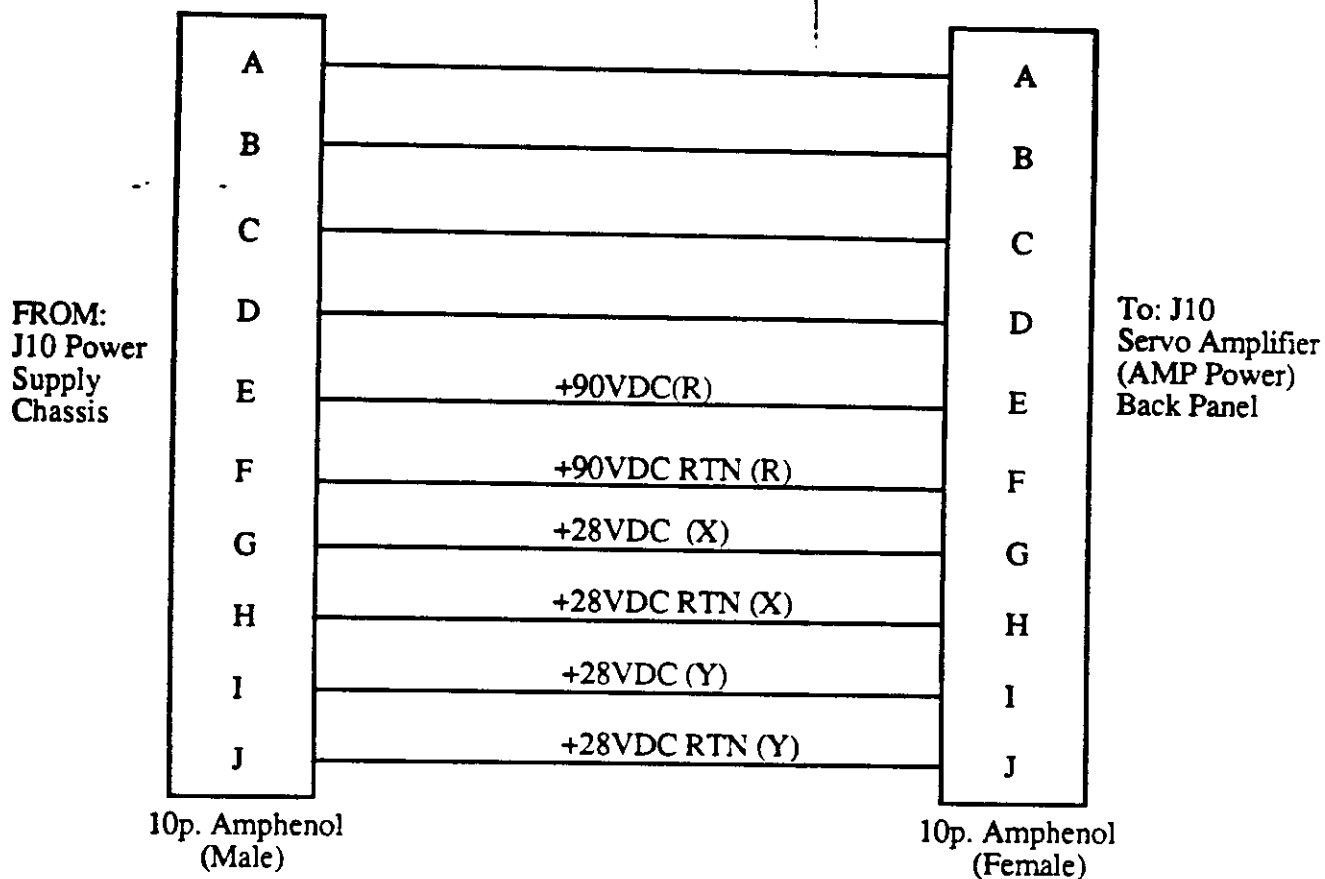 A A
B B
C C
D D
FROM:
J10 Power
Supply
Chassis
To: J10
Servo Amplifier
(AMP Power)
Back Panel
E +90VDC(R) E
F +90VDC RTN (R) F
G +28VDC (X) G
H +28VDC RTN (X) H
I +28VDC (Y) I
J +28VDC RTN (Y) J
10p. Amphenol
(Male)
10p. Amphenol
(Female)